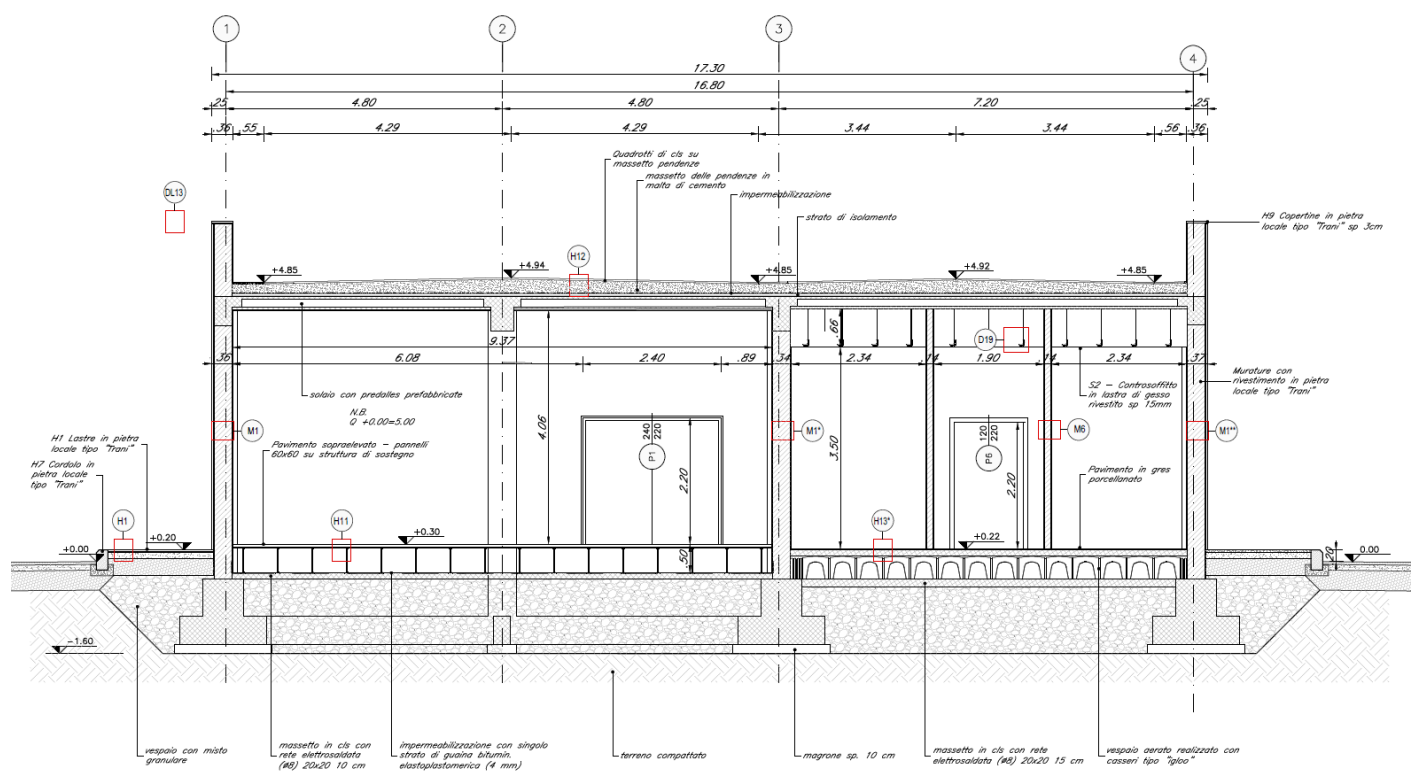 1
2
3
4
17.30
16.80
.25
4.80
4.80
7.20
.25
.36
.55
4.29
4.29
3.44
3.44
.56
.36
Quadrotti di cls su
massetto pendenze
massetto delle pendenze in
malta di cemento
impermeabilizzazione
strato di isolamento
DL13
H9 Copertine in pietra
locale tipo "Trani" sp 3cm
H12
+4.85
+4.94
+4.85
+4.92
+4.85
.66
D19
9.37
.36
6.08
2.40
.89
.34
2.34
.14
1.90
.14
2.34
.37
solaio con predalles prefabbricate
N.B.
Q +0.00=5.00
S2 – Controsoffitto
in lastra di gesso
rivestito sp 15mm
Murature con
rivestimento in pietra
locale tipo "Trani"
M1
4.06
240
220
P1
2.20
M1*
3.50
120
220
P6
2.20
M6
M1**
Pavimento sopraelevato – pannelli
60x60 su struttura di sostegno
H1 Lastre in pietra
locale tipo "Trani"
H7 Cordolo in
pietra locale
tipo "Trani"
Pavimento in gres
porcellanato
H1
H11
H13*
+0.00
+0.20
+0.30
.50
+0.22
.20
0.00
-1.60
vespaio con misto
granulare
massetto in cls con
rete elettrosaldata
(ø8) 20x20 10 cm
impermeabilizzazione con singolo
strato di guaina bitumin.
elastoplastomerica (4 mm)
terreno compattato
magrone sp. 10 cm
massetto in cls con rete
elettrosaldata (ø8) 20x20 15 cm
vespaio aerato realizzato con
casseri tipo "igloo"